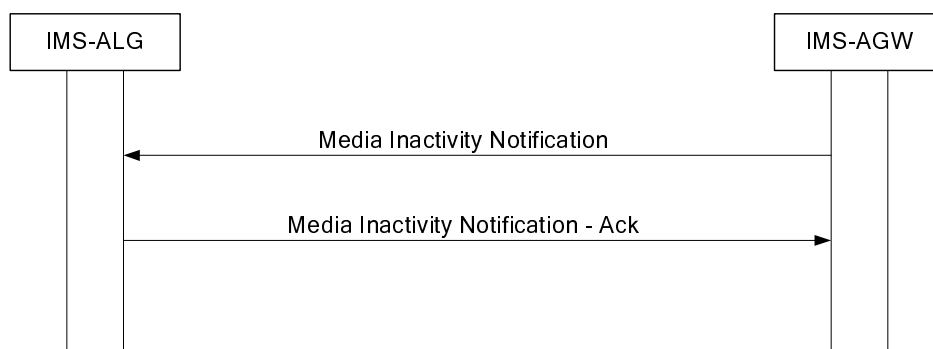 IMS-ALG
IMS-AGW
Media Inactivity Notification
Media Inactivity Notification - Ack